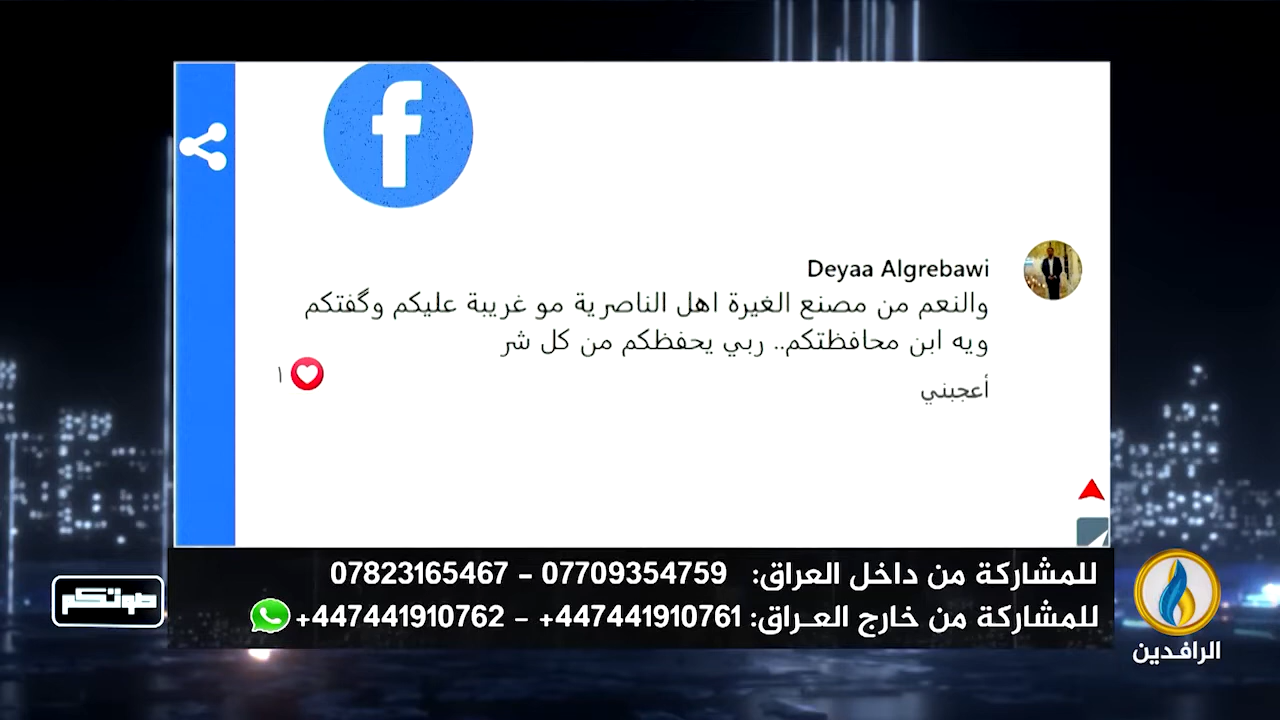 f
Deyaa Algrebawi
والنعم من مصنع الغيرة اهل الناصرية مو غريبة عليكم وگفتكم
ويه ابن محافظتكم.. ربي يحفظكم من كل شر
١
أعجبني
للمشاركة من داخل العراق: 07709354759 - 07823165467
للمشاركة من خارج العـراق: 447441910761+ - 447441910762+
صوتكم
الرافـدين